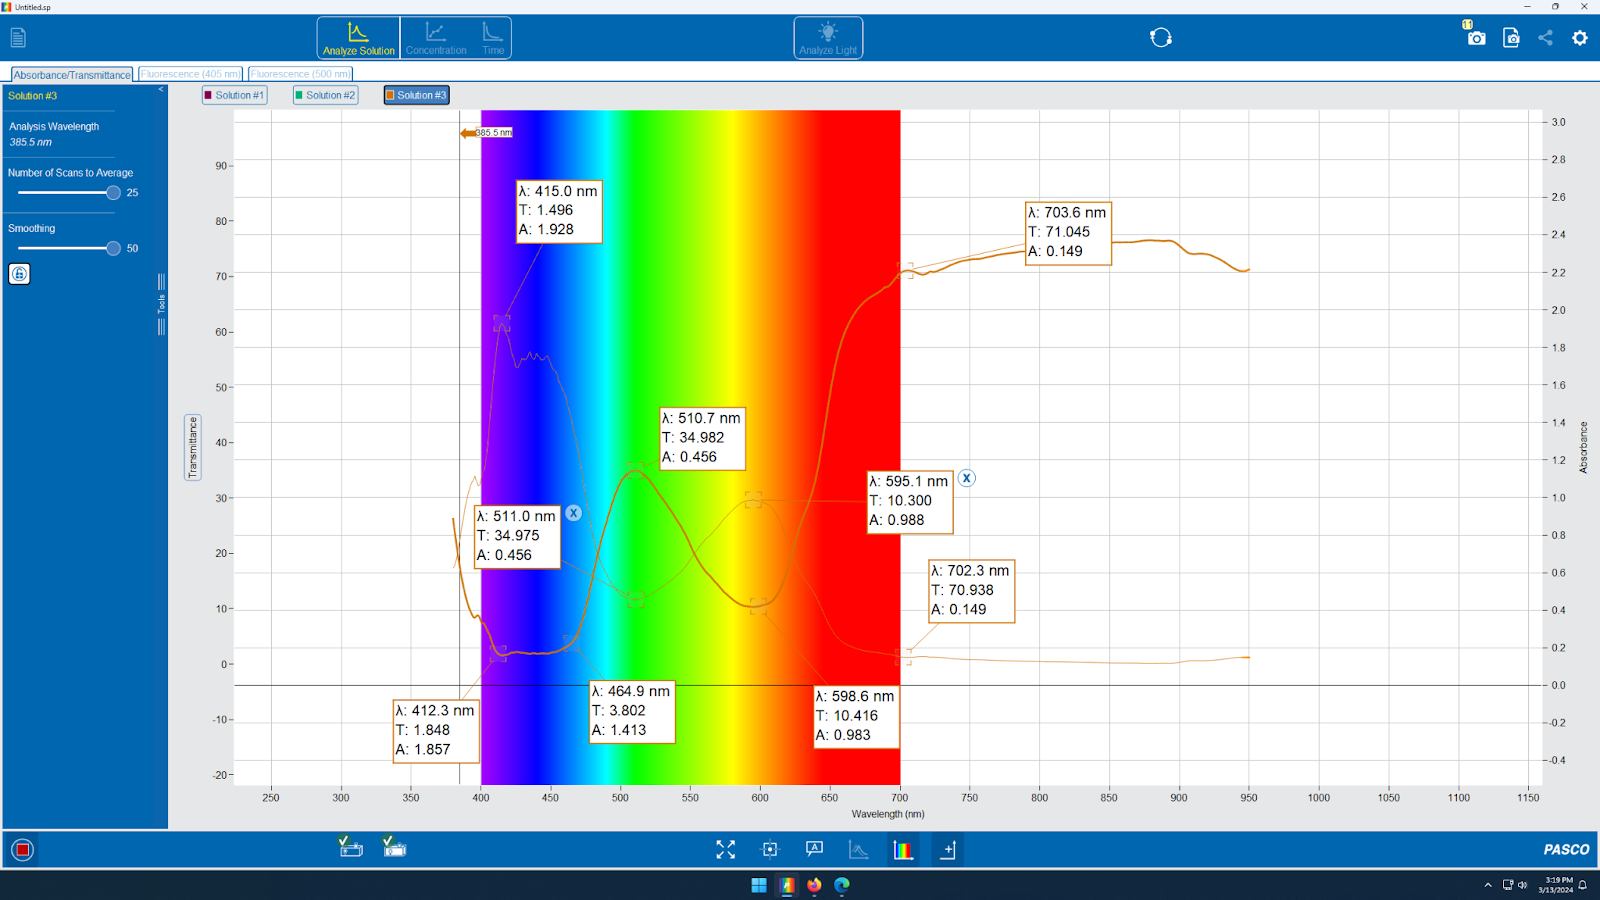 Untitled.sp
Analyze Solution
Concentration
Time
Analyze Light
11
Absorbance/Transmittance
Fluorescence (405 nm)
Fluorescence (500 nm)
Solution #3
<
Analysis Wavelength
385.5 nm
Number of Scans to Average
25
Smoothing
50
Tools
Solution #1
Solution #2
Solution #3
385.5 nm
λ: 415.0 nm
T: 1.496
A: 1.928
λ: 703.6 nm
T: 71.045
A: 0.149
λ: 510.7 nm
T: 34.982
A: 0.456
λ: 595.1 nm
T: 10.300
A: 0.988
X
λ: 511.0 nm
T: 34.975
A: 0.456
X
λ: 702.3 nm
T: 70.938
A: 0.149
λ: 464.9 nm
T: 3.802
A: 1.413
λ: 598.6 nm
T: 10.416
A: 0.983
λ: 412.3 nm
T: 1.848
A: 1.857
Transmittance
90
80
70
60
50
40
30
20
10
0
-10
-20
3.0
2.8
2.6
2.4
2.2
2.0
1.8
1.6
1.4
1.2
1.0
0.8
0.6
0.4
0.2
0.0
-0.2
-0.4
Absorbance
250 300 350 400 450 500 550 600 650 700 750 800 850 900 950 1000 1050 1100 1150
Wavelength (nm)
A
PASCO
3:19 PM
3/13/2024